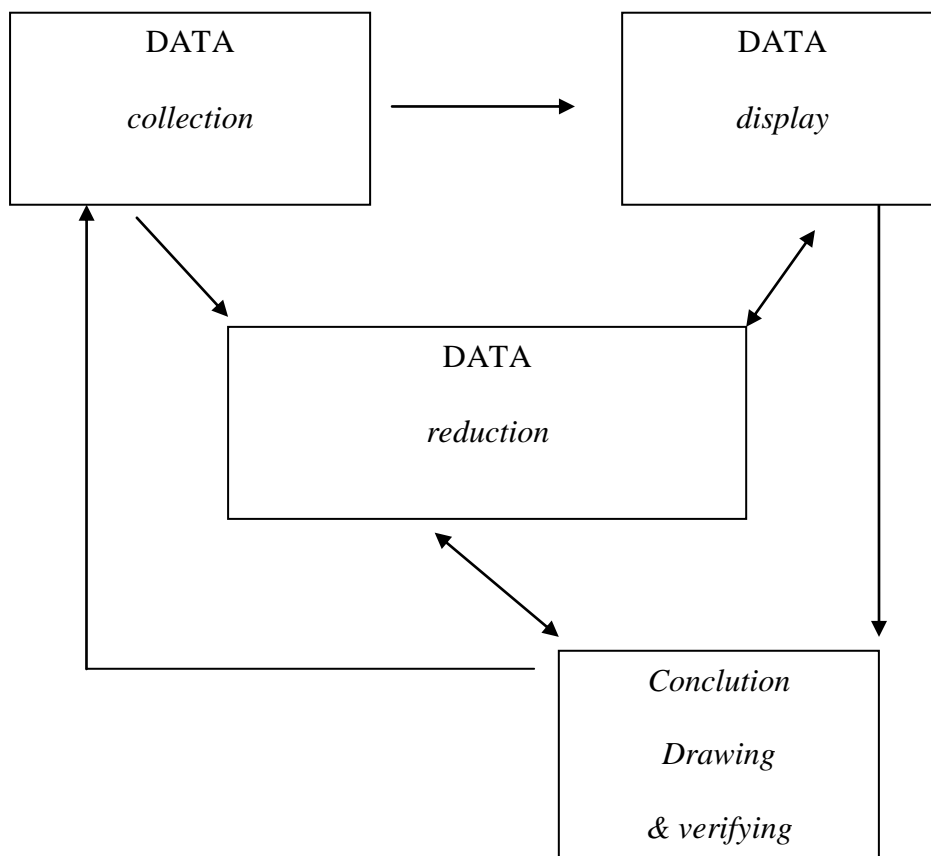 DATA
collection
DATA
display
DATA
reduction
Conclution
Drawing
& verifying